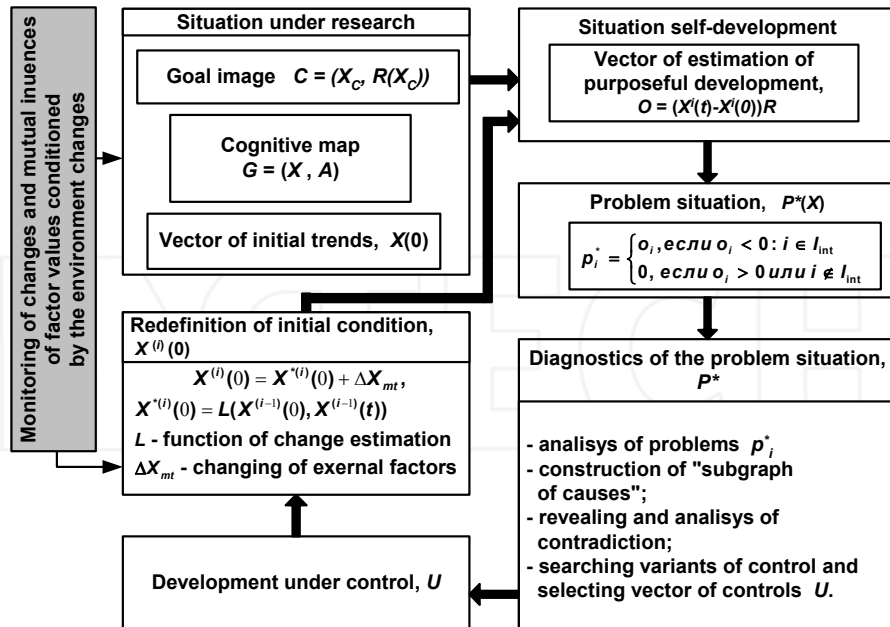 Monitoring of changes and mutual inuences
of factor values conditioned
by the environment changes
Situation under research
Goal image C = (X_C, R(X_C))
Cognitive map
G = (X , A)
Vector of initial trends, X(0)
Situation self-development
Vector of estimation of
purposeful development,
O = (X^i(t)-X^i(0))R
Problem situation, P*(X)
p_i^* = { o_i, если o_i < 0 : i ∈ I_int
0, если o_i > 0 или i ∉ I_int
Redefinition of initial condition,
X^(i)(0)
X^(i)(0) = X^*(i)(0) + ΔX_mt ,
X^*(i)(0) = L(X^(i−1)(0), X^(i−1)(t))
L - function of change estimation
ΔX_mt - changing of exernal factors
Diagnostics of the problem situation,
P*
- analisys of problems p*_i
- construction of "subgraph
of causes";
- revealing and analisys of
contradiction;
- searching variants of control and
selecting vector of controls U.
Development under control, U